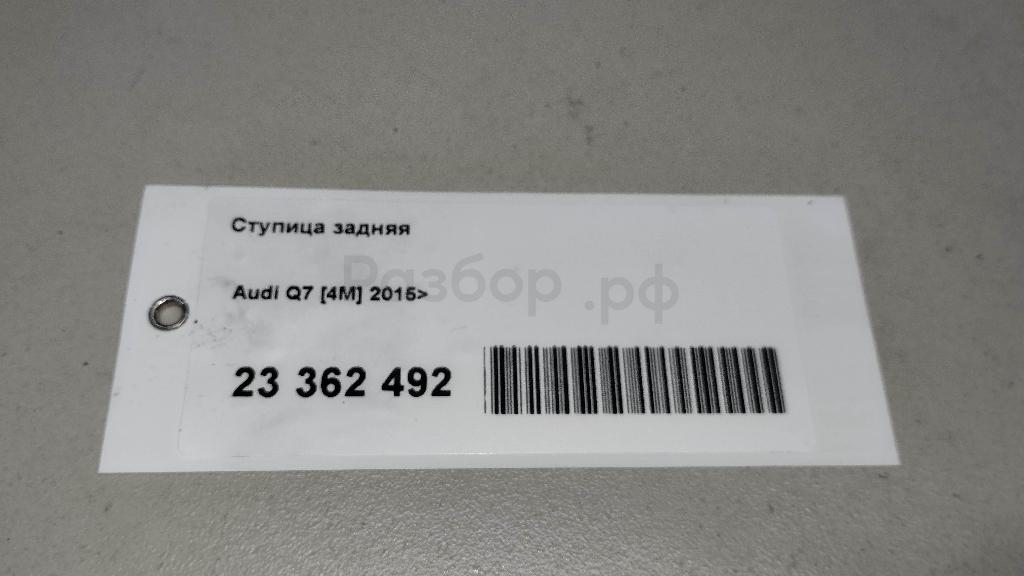 Ступица задняя
Разбор.рф
Audi Q7 [4M] 2015>
23 362 492